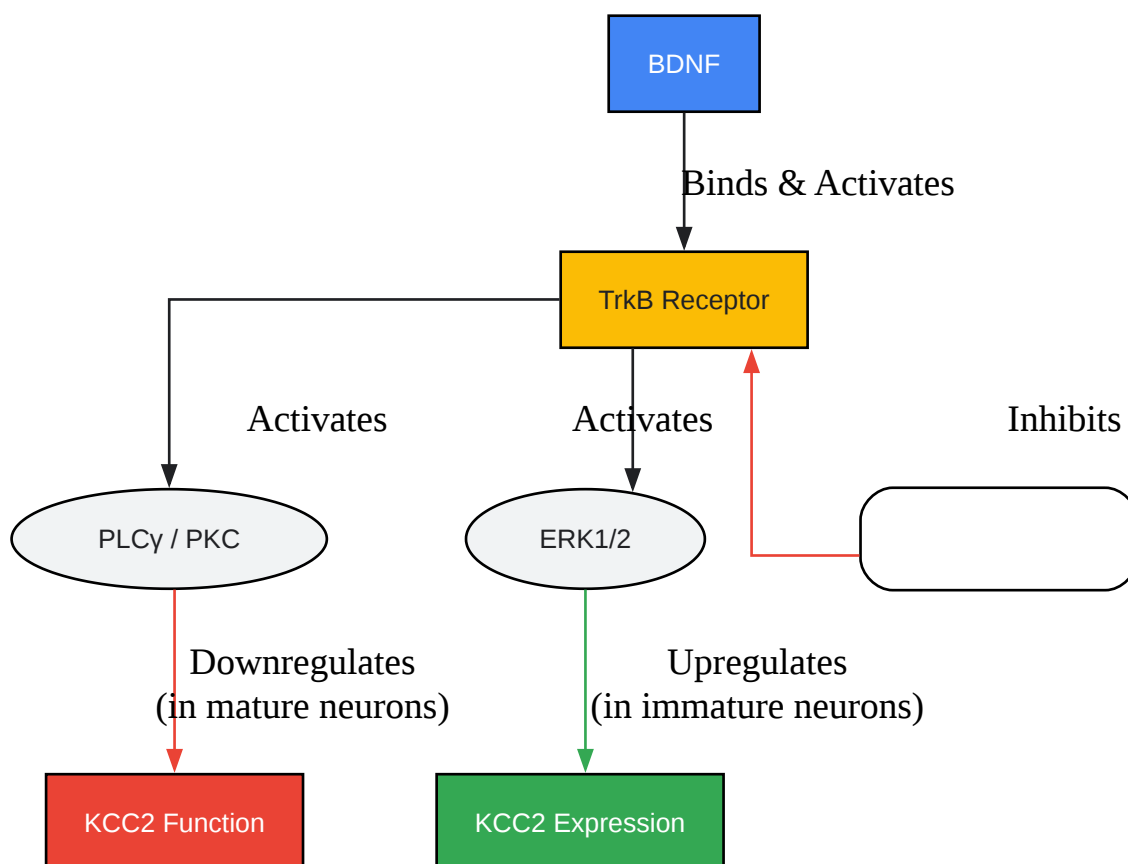 BDNF
Binds & Activates
TrkB Receptor
Activates
Activates
Inhibits
PLCγ / PKC
ERK1/2
Downregulates
(in mature neurons)
Upregulates
(in immature neurons)
KCC2 Function
KCC2 Expression